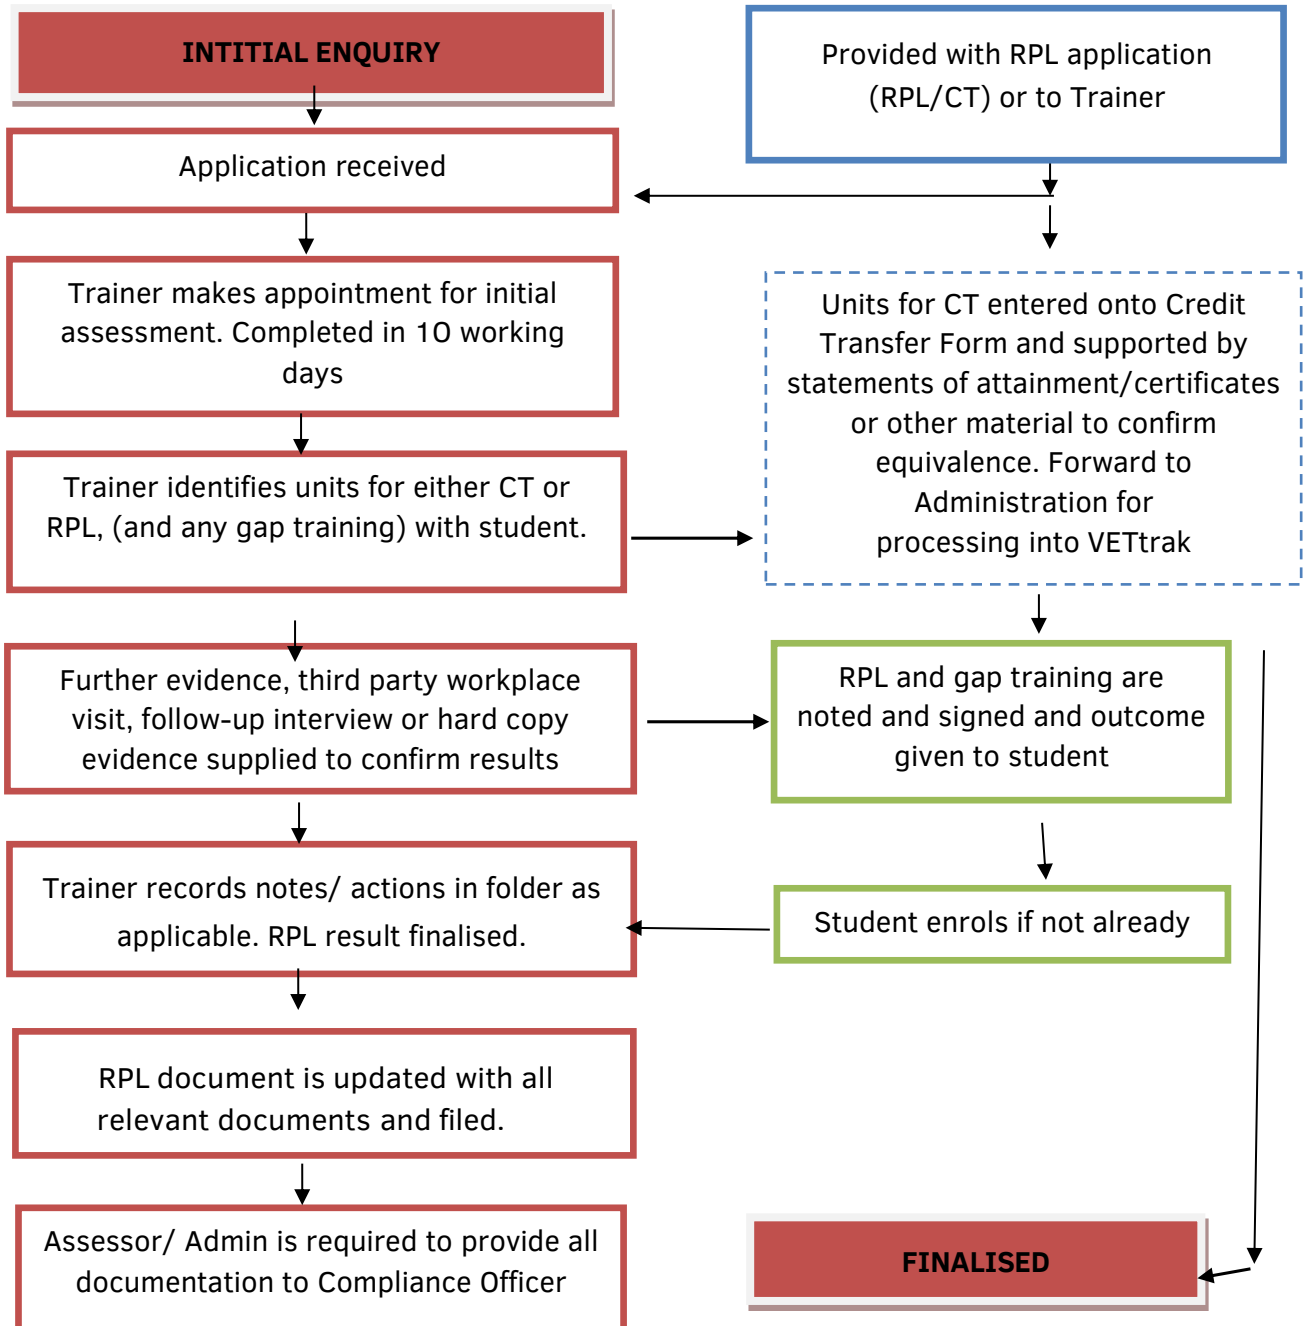 INTITIAL ENQUIRY
Provided with RPL application
(RPL/CT) or to Trainer
Application received
Trainer makes appointment for initial
assessment. Completed in 10 working
days
Units for CT entered onto Credit
Transfer Form and supported by
statements of attainment/certificates
or other material to confirm
equivalence. Forward to
Administration for
processing into VETtrak
Trainer identifies units for either CT or
RPL, (and any gap training) with student.
Further evidence, third party workplace
visit, follow-up interview or hard copy
evidence supplied to confirm results
RPL and gap training are
noted and signed and outcome
given to student
Trainer records notes/ actions in folder as
applicable. RPL result finalised.
Student enrols if not already
RPL document is updated with all
relevant documents and filed.
Assessor/ Admin is required to provide all
documentation to Compliance Officer
FINALISED